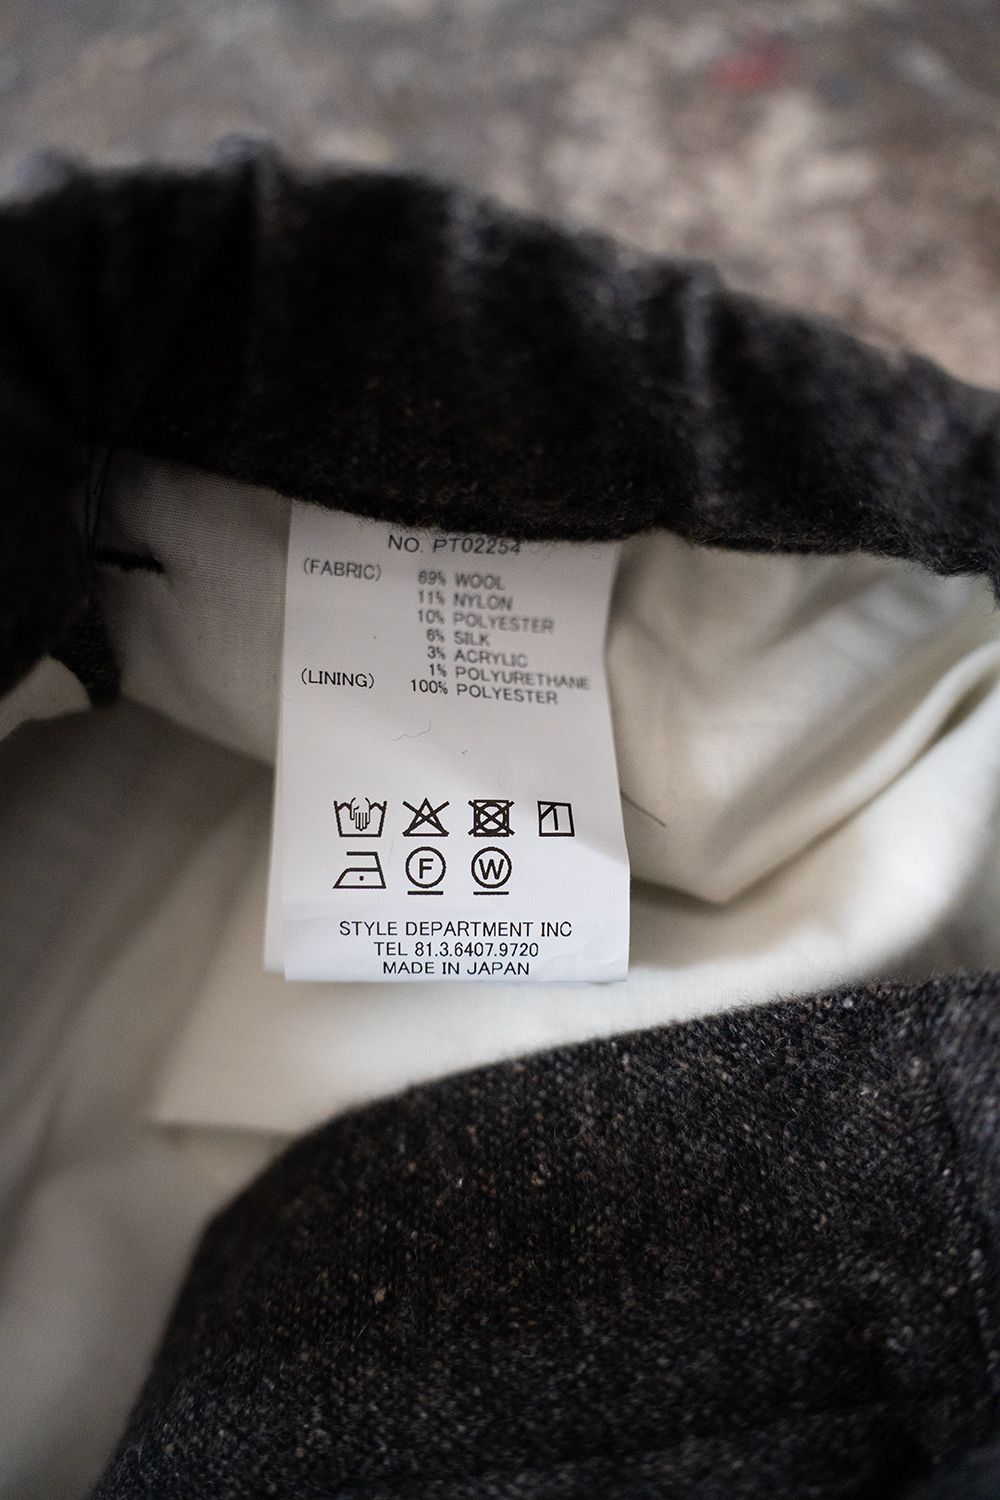 NO. PT02254
(FABRIC) 69% WOOL
11% NYLON
10% POLYESTER
6% SILK
3% ACRYLIC
1% POLYURETHANE
(LINING) 100% POLYESTER
F W
STYLE DEPARTMENT INC
TEL 81.3.6407.9720
MADE IN JAPAN